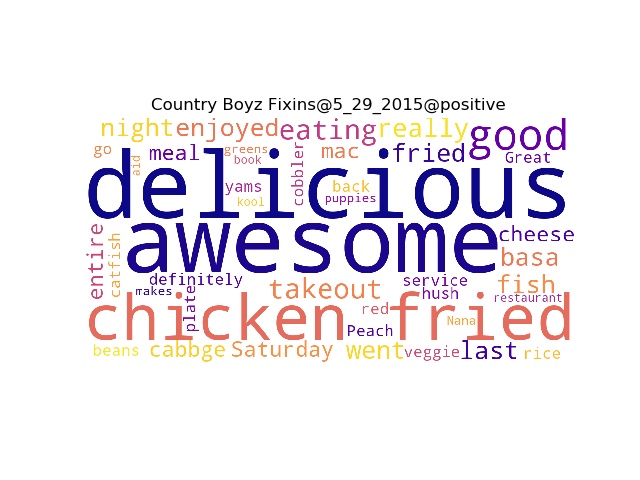 Country Boyz Fixins@5_29_2015@positive
night enjoyed eating really good
go aid meal greens book cobbler mac fried Great
delicious
yams kool back puppies
awesome
entire catfish cheese basa
definitely makes plate takeout service hush fish restaurant
chicken fried
red Peach Nana
beans cabbge Saturday went veggie last rice